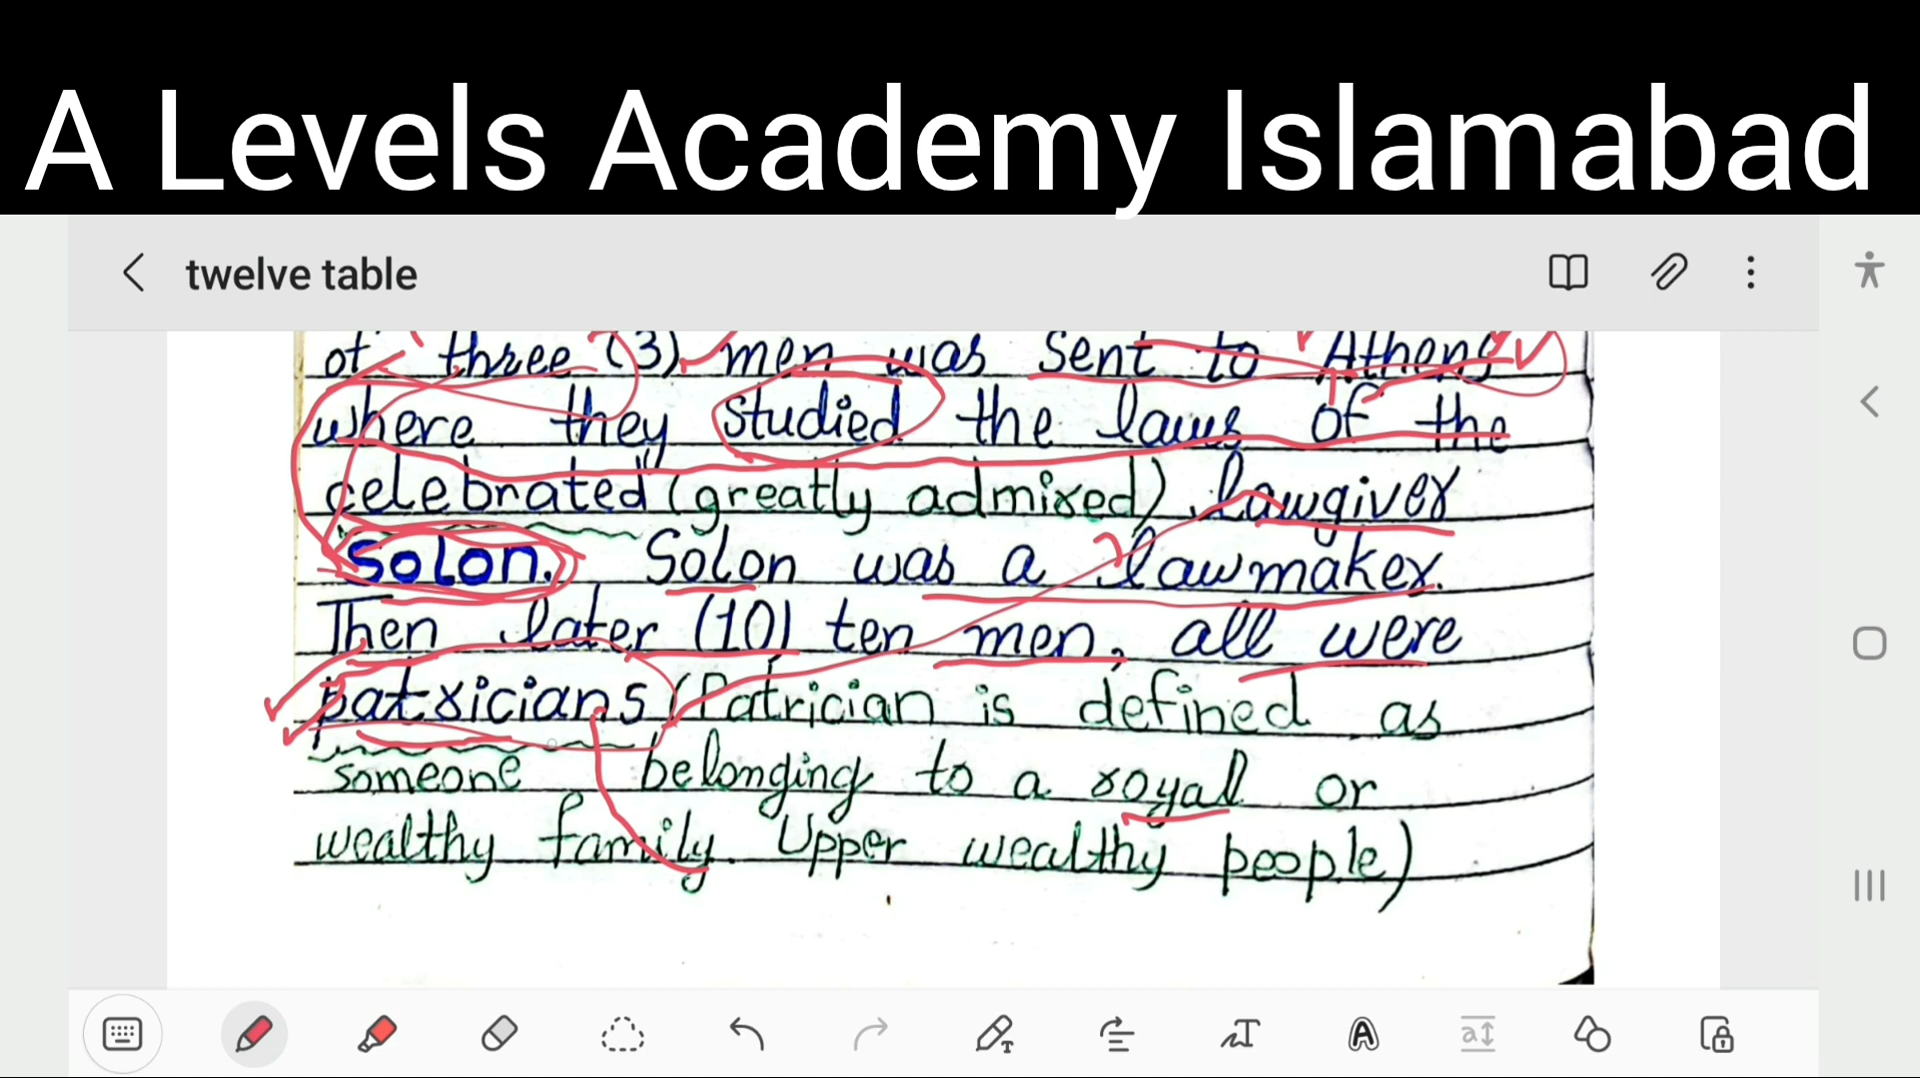 A Levels Academy Islamabad
twelve table
of three (3) men was sent to Athens
where they studied the laws of the
celebrated (greatly admired), lawgiver
Solon. Solon was a lawmaker.
Then later (10) ten men, all were
patricians (Patrician is defined as
someone belonging to a royal or
wealthy family. Upper wealthy people)